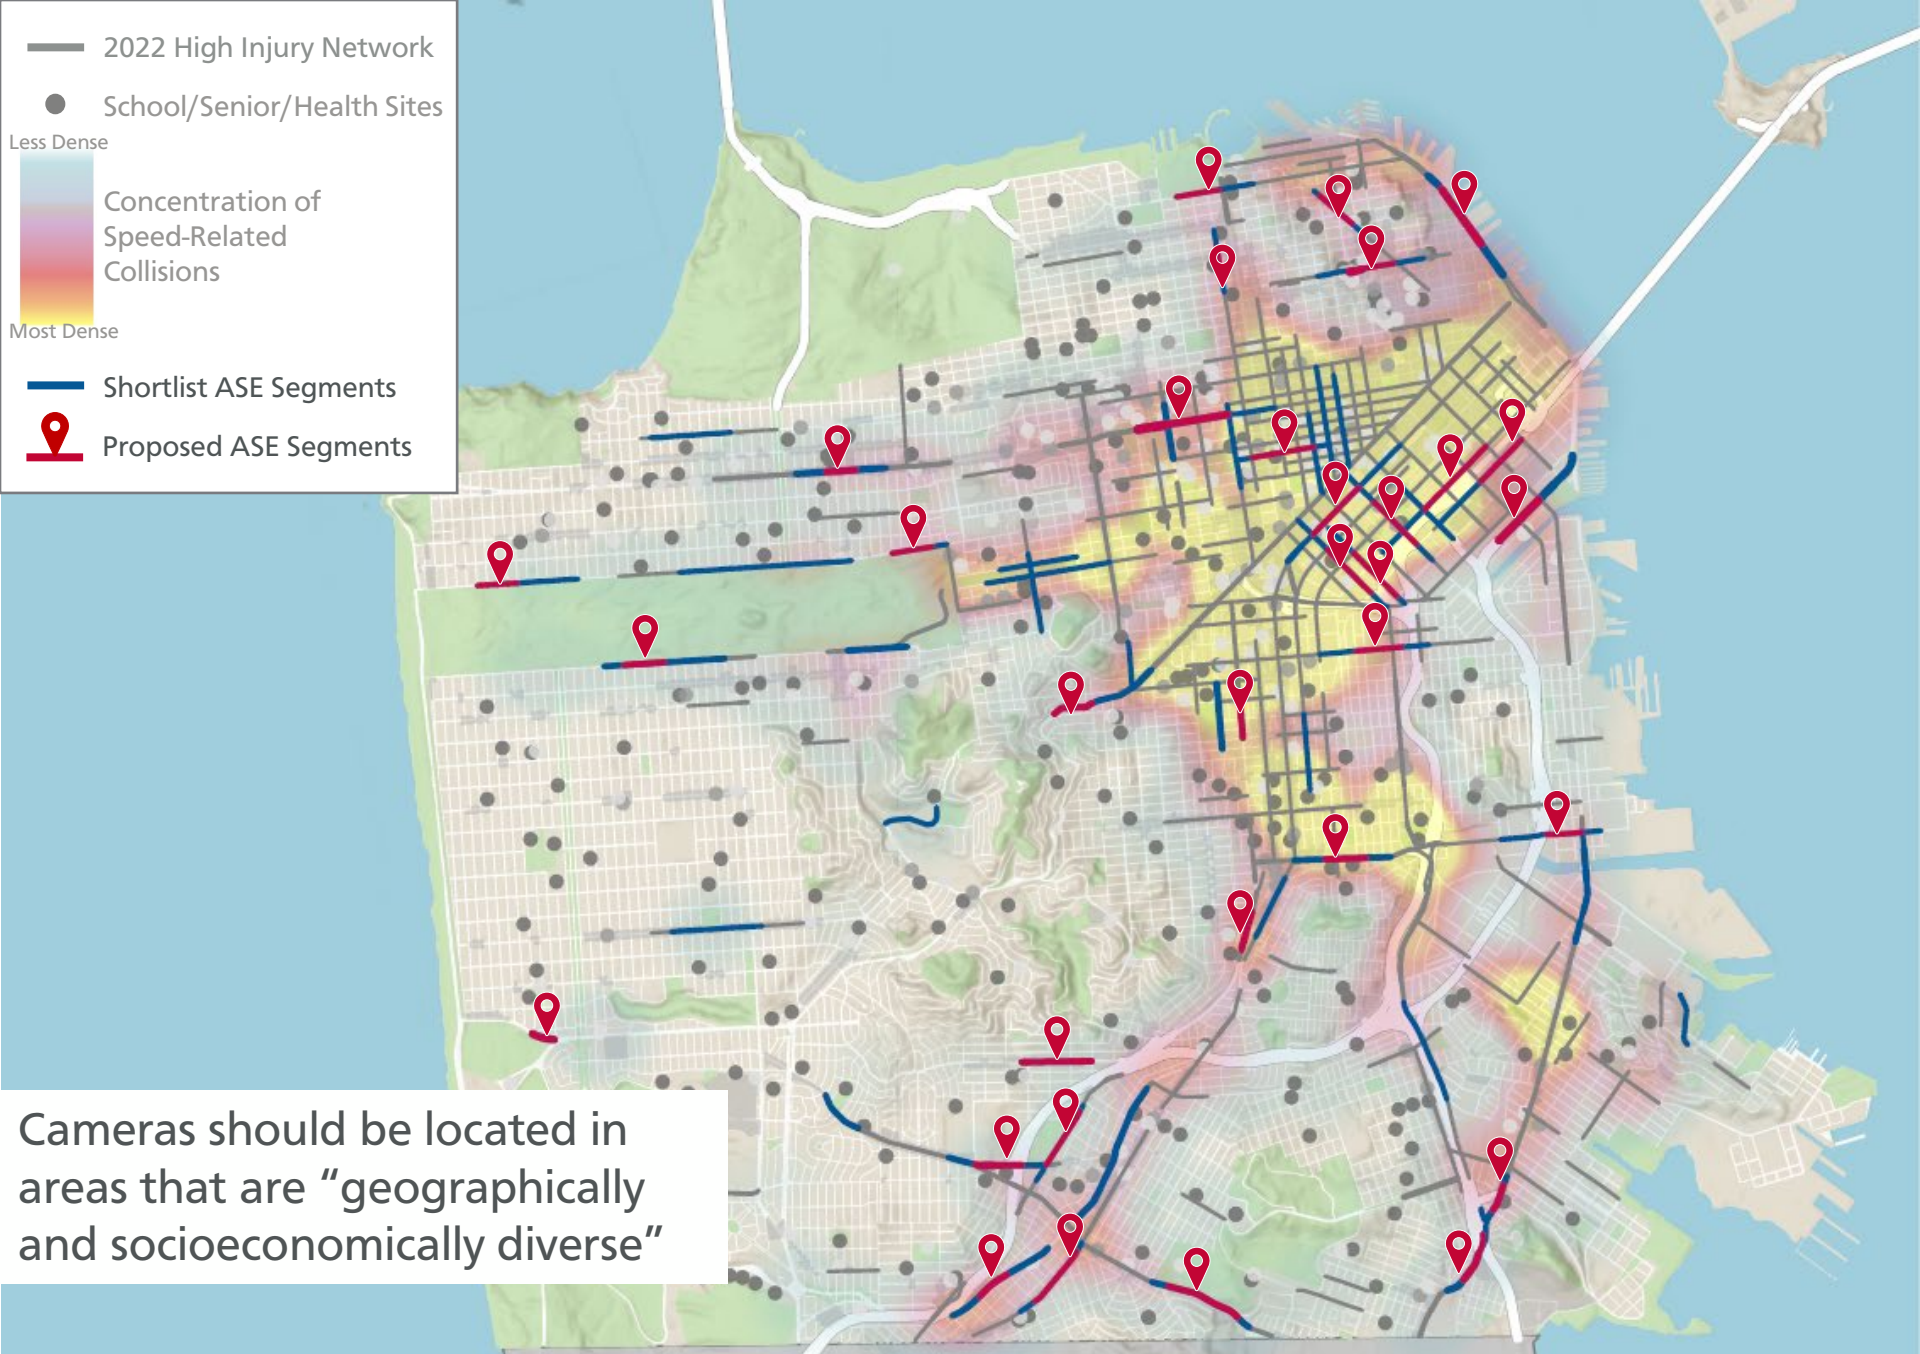 2022 High Injury Network
School/Senior/Health Sites
Less Dense
Concentration of
Speed-Related
Collisions
Most Dense
Shortlist ASE Segments
Proposed ASE Segments
Cameras should be located in
areas that are “geographically
and socioeconomically diverse”